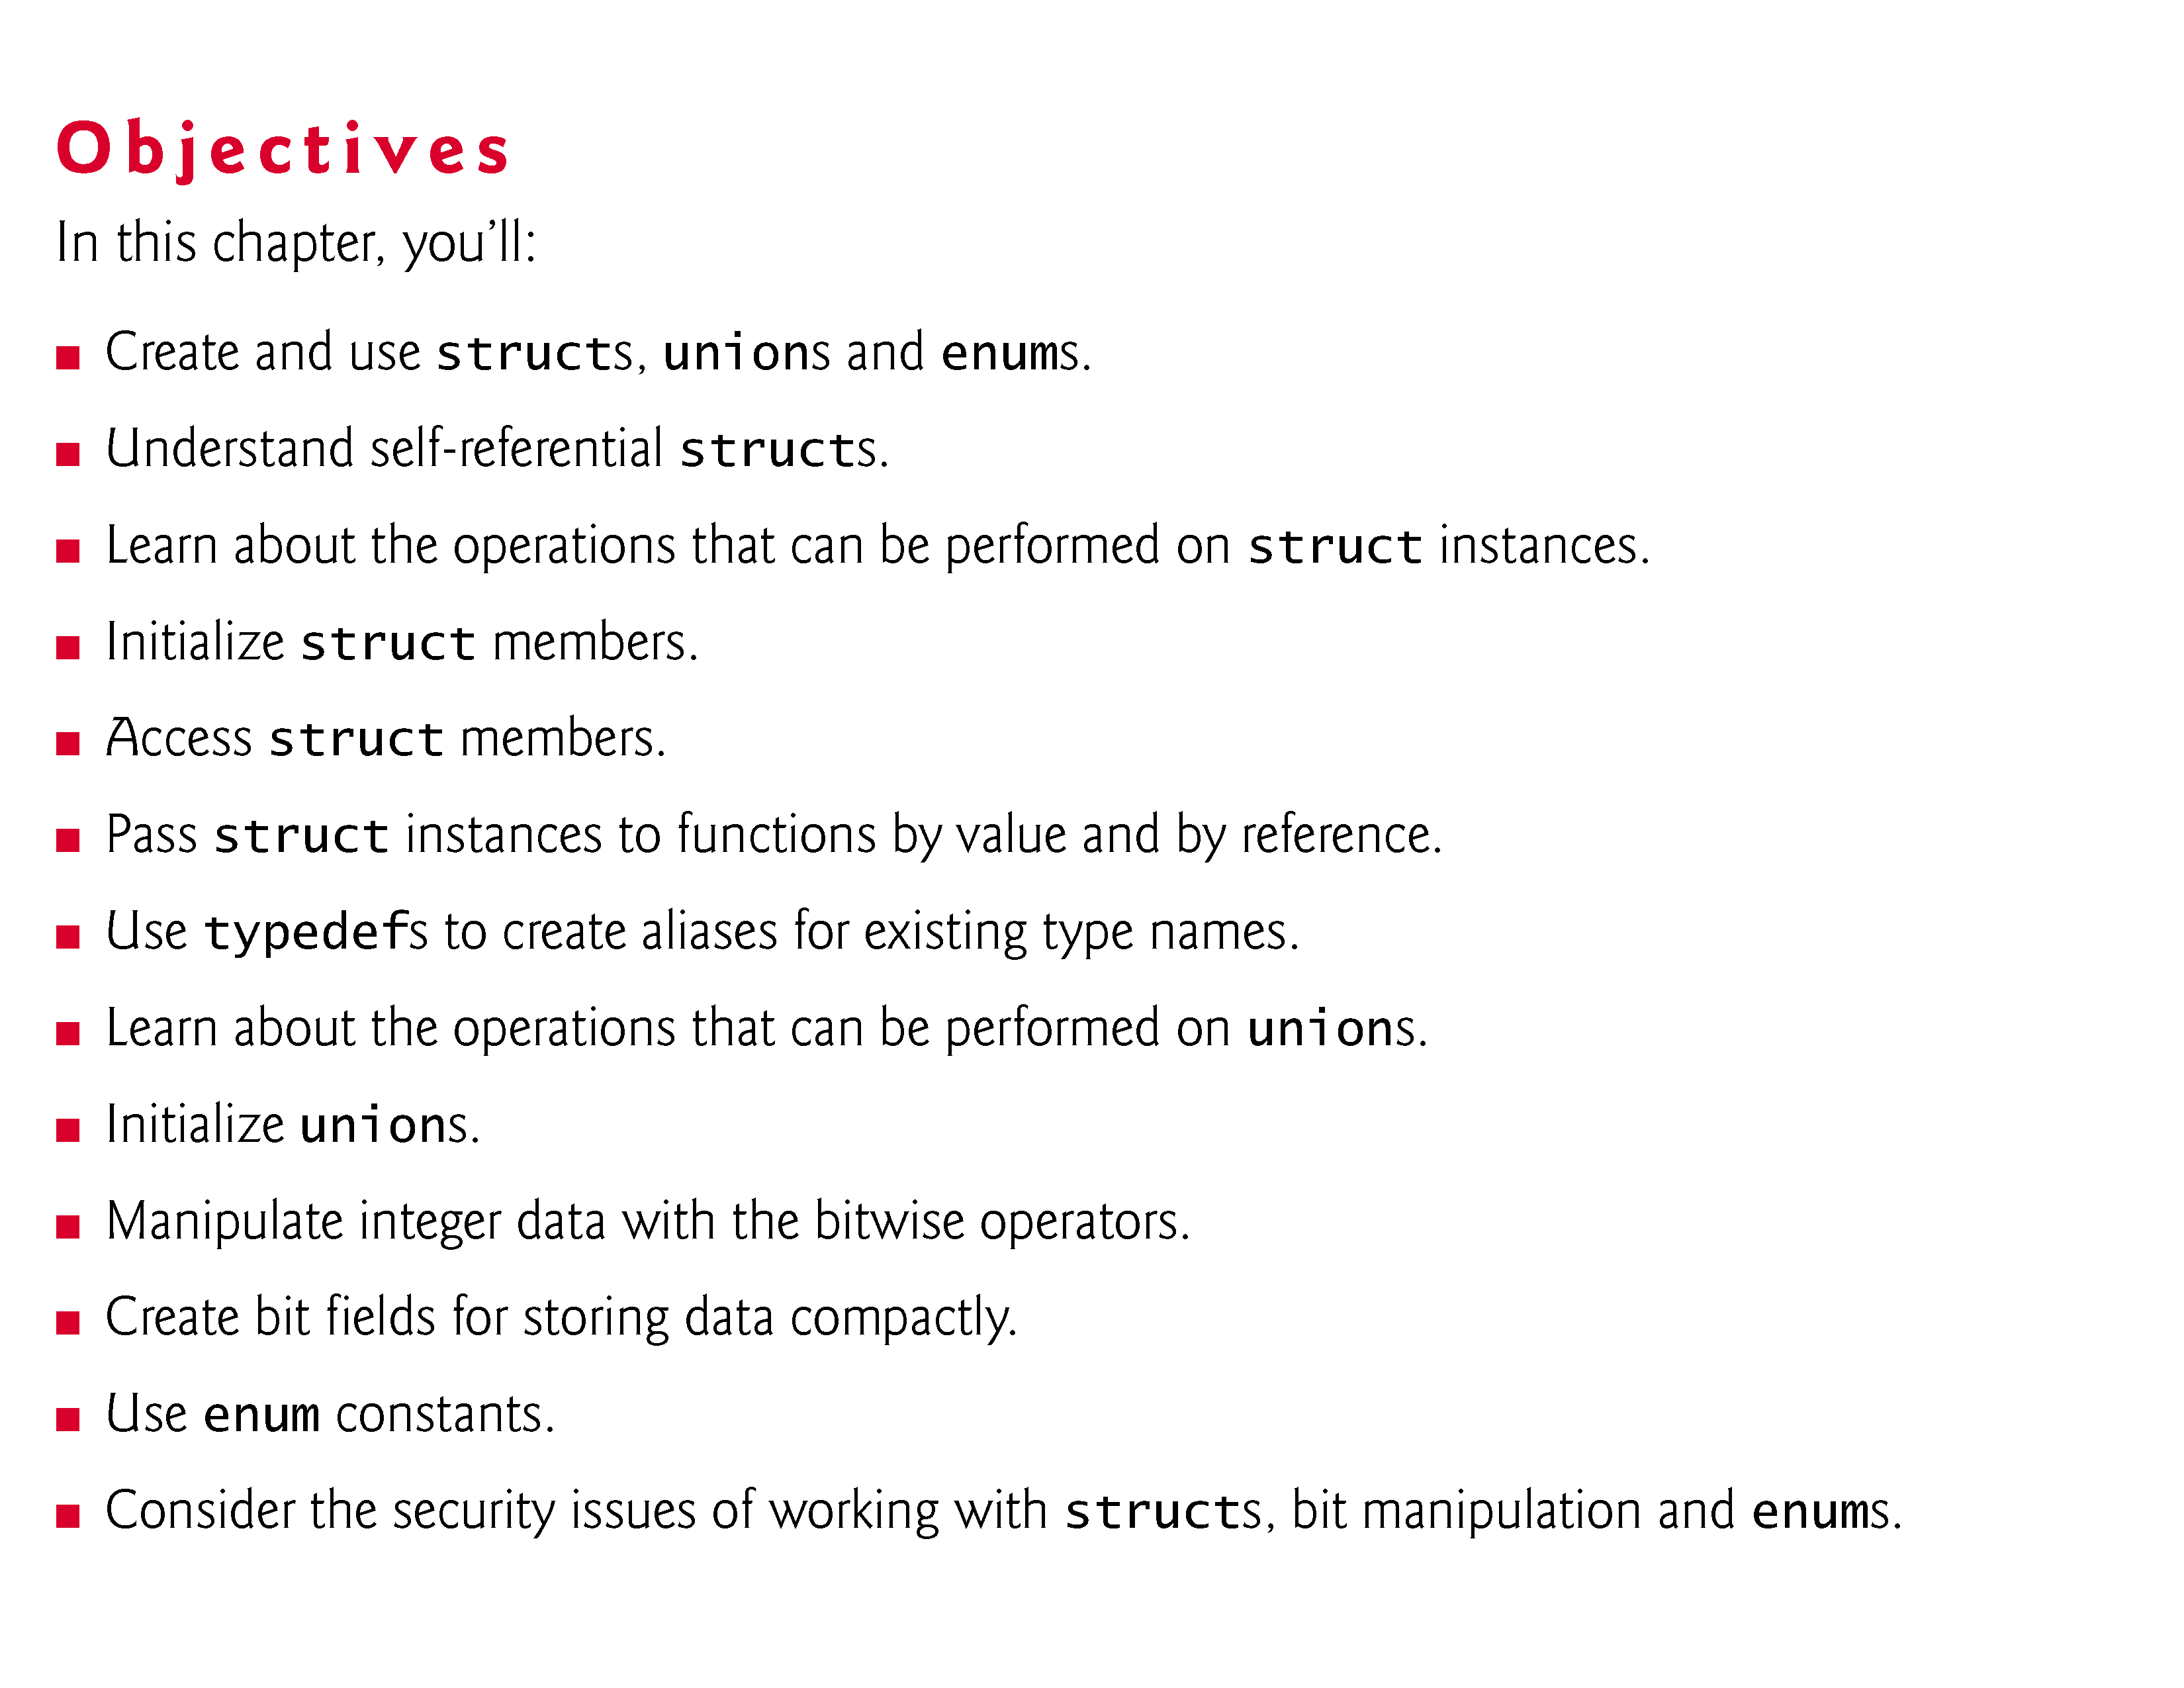 Objectives
In this chapter, you’ll:
■ Create and use structs, unions and enums.
■ Understand self-referential structs.
■ Learn about the operations that can be performed on struct instances.
■ Initialize struct members.
■ Access struct members.
■ Pass struct instances to functions by value and by reference.
■ Use typedefs to create aliases for existing type names.
■ Learn about the operations that can be performed on unions.
■ Initialize unions.
■ Manipulate integer data with the bitwise operators.
■ Create bit fields for storing data compactly.
■ Use enum constants.
■ Consider the security issues of working with structs, bit manipulation and enums.